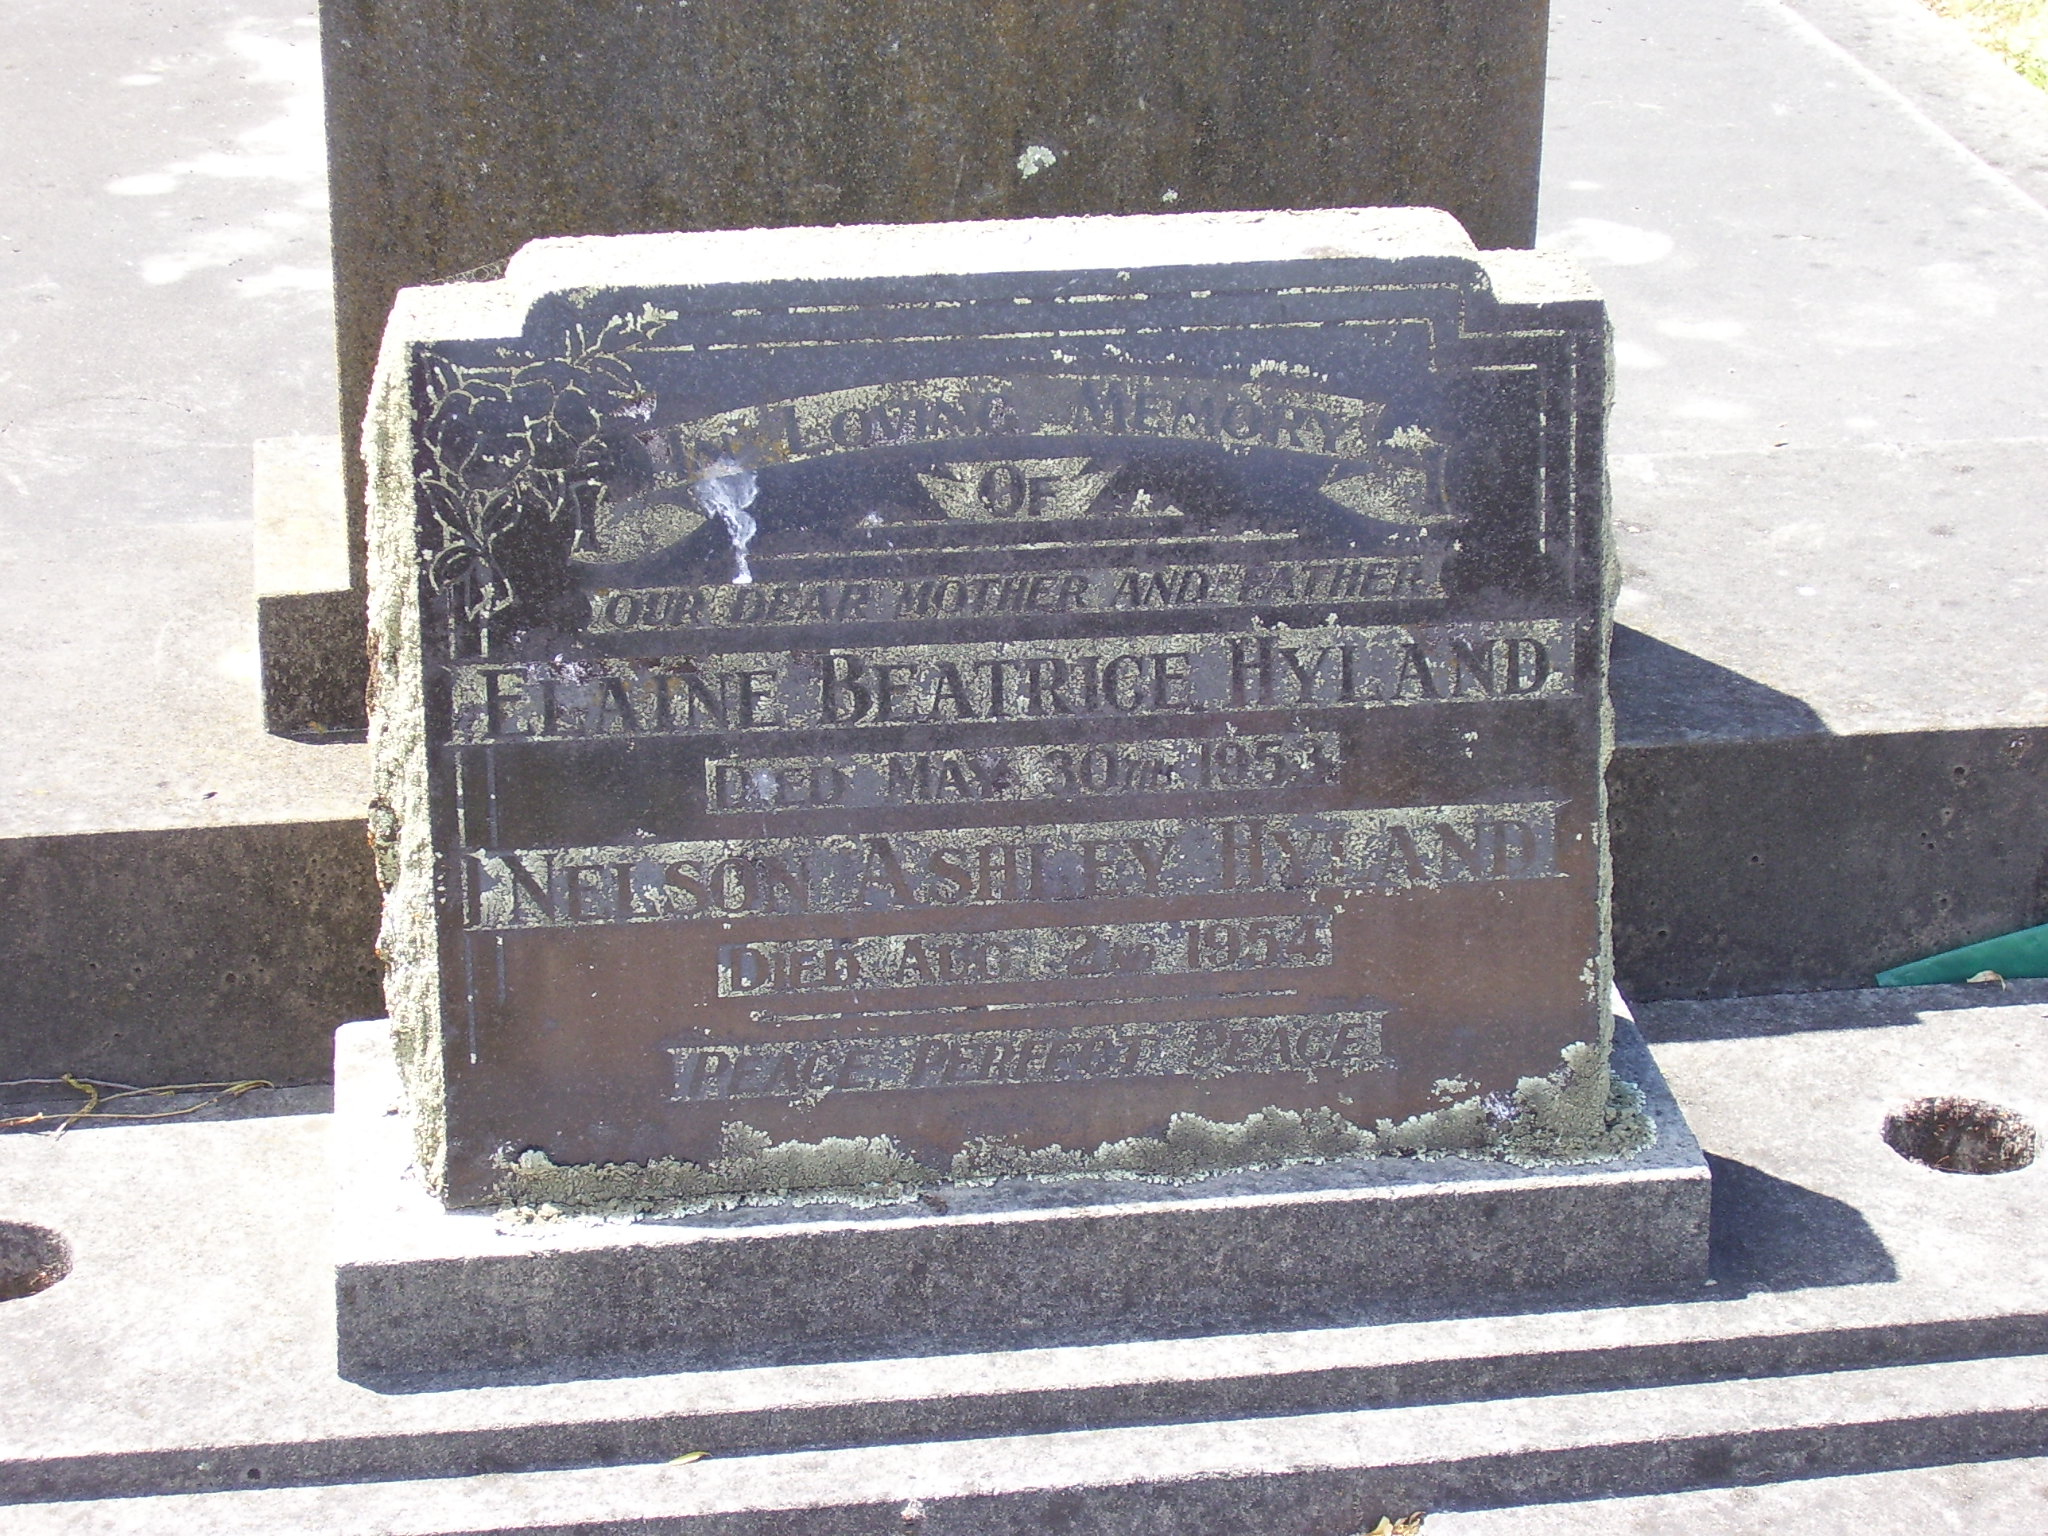 In Loving Memory
Of
Our Dear Mother and Father
Elaine Beatrice Hyland
Died May 30th 1953
Nelson Ashley Hyland
Died Aug. 2nd 1954
Peace Perfect Peace